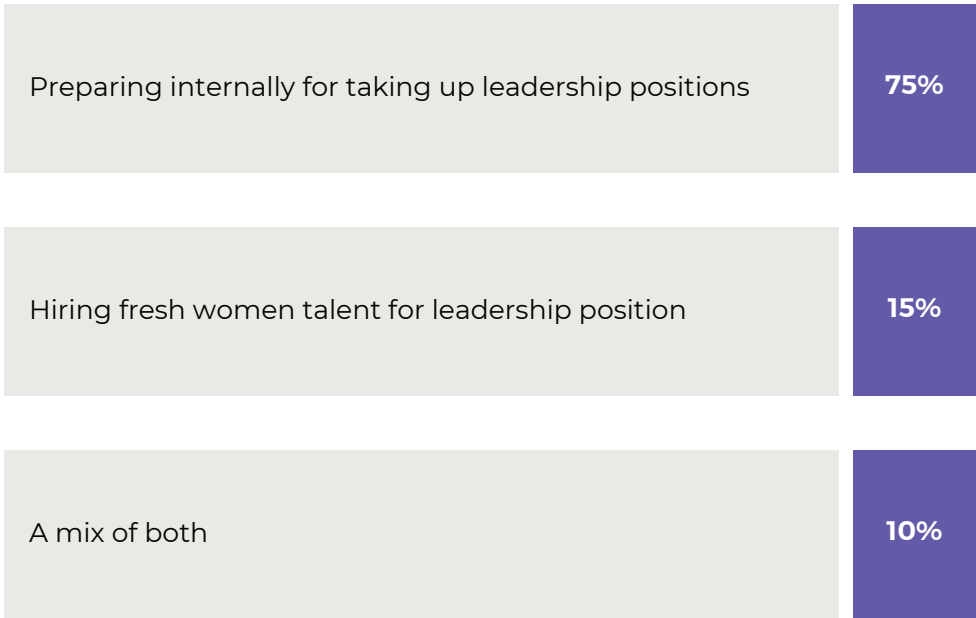 Preparing internally for taking up leadership positions
75%
Hiring fresh women talent for leadership position
15%
A mix of both
10%